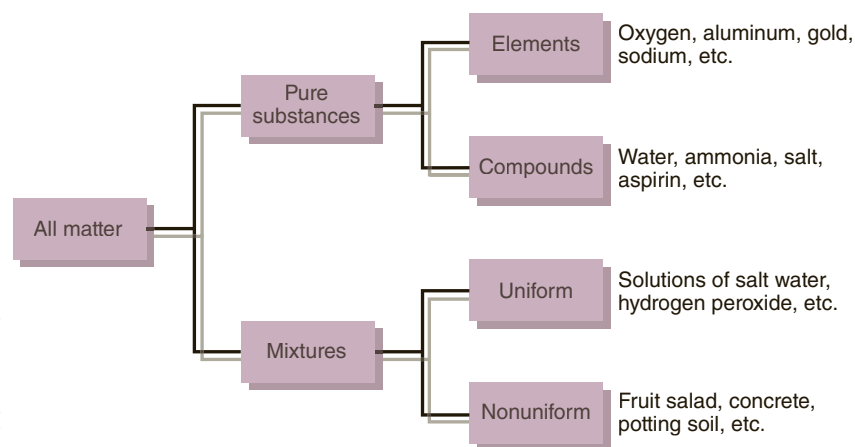 All matter
Pure
substances
Elements
Oxygen, aluminum, gold,
sodium, etc.
Compounds
Water, ammonia, salt,
aspirin, etc.
Mixtures
Uniform
Solutions of salt water,
hydrogen peroxide, etc.
Nonuniform
Fruit salad, concrete,
potting soil, etc.